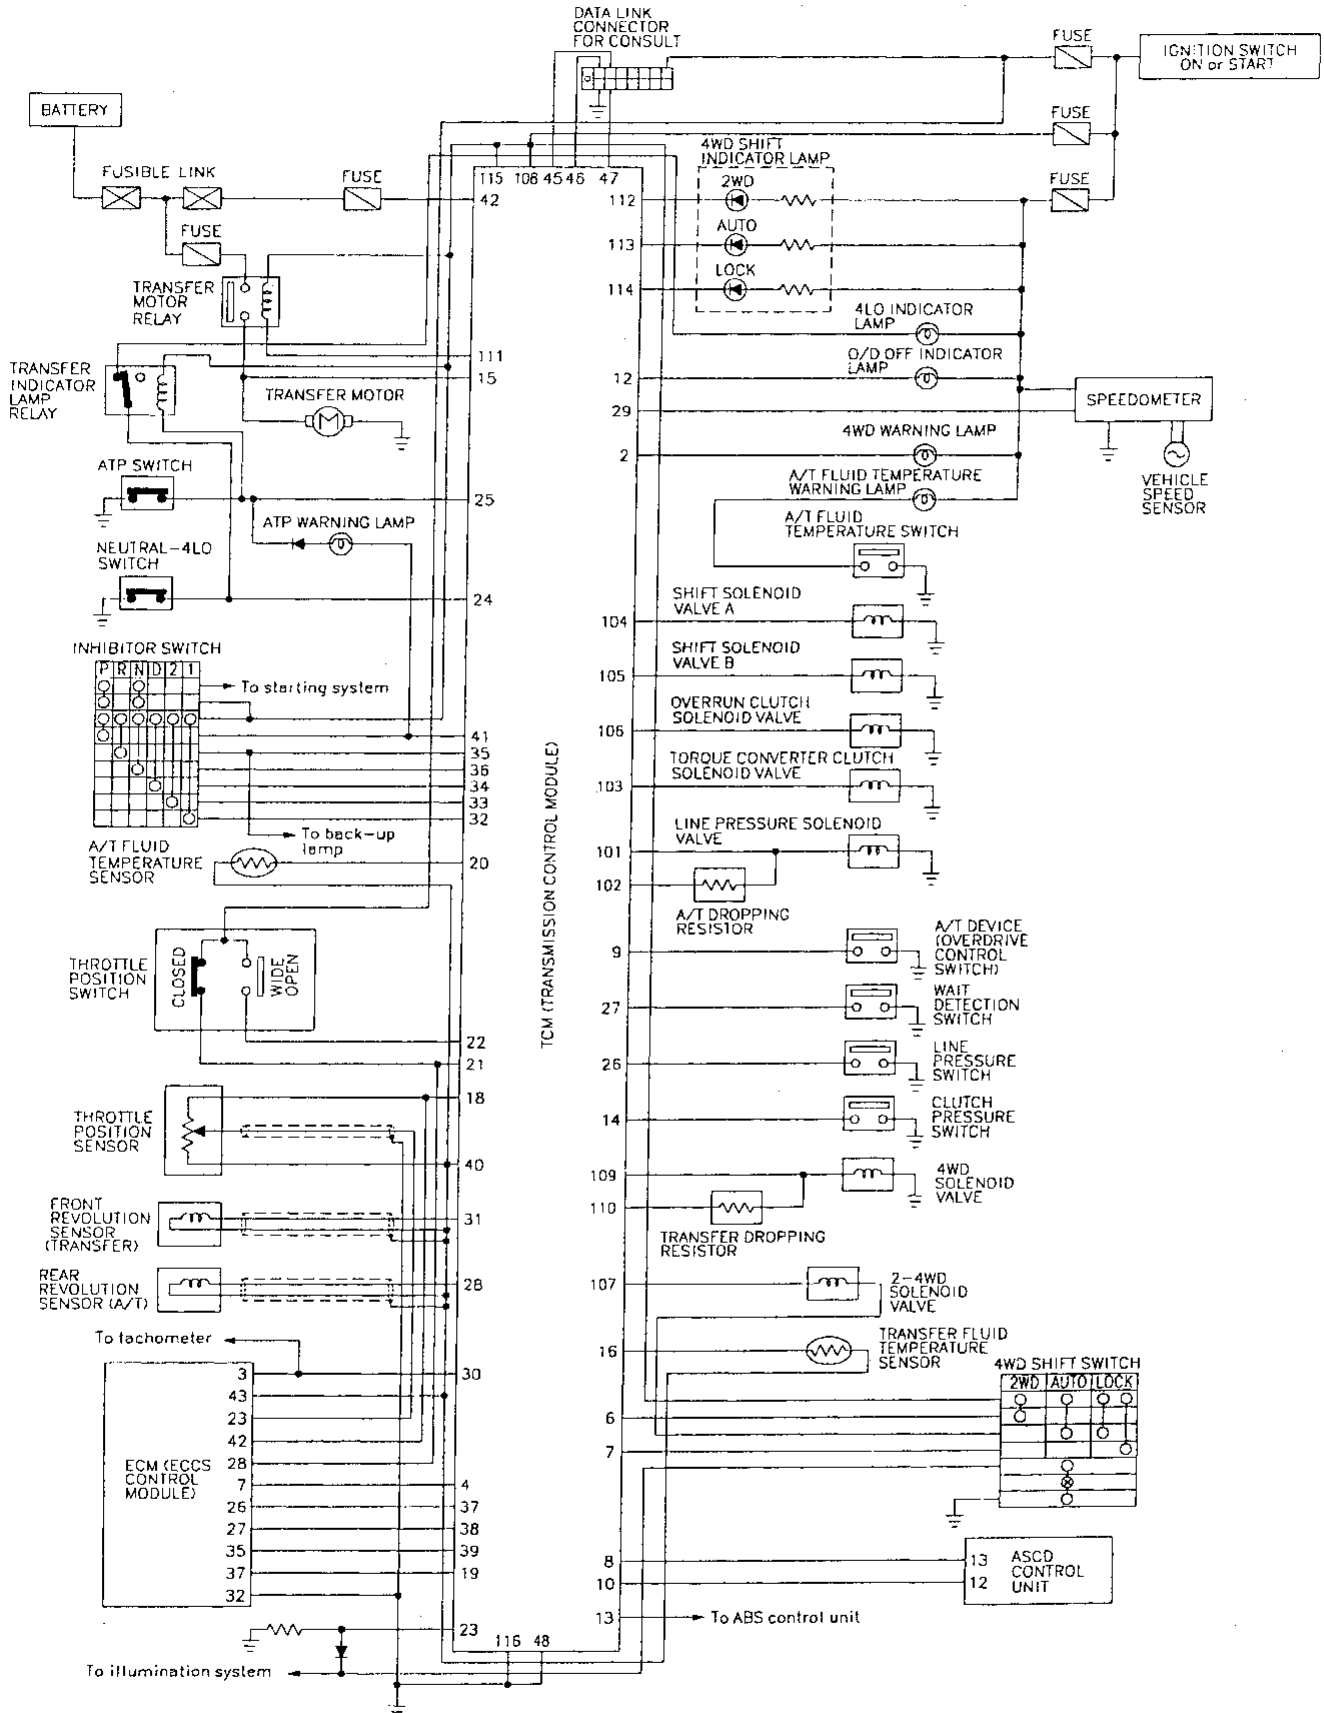 DATA LINK
CONNECTOR
FOR CONSULT
FUSE
IGNITION SWITCH
ON or START
BATTERY
FUSE
4WD SHIFT
INDICATOR LAMP
FUSIBLE LINK
FUSE
115 108 45 46 47
42
112
2WD
FUSE
FUSE
113
AUTO
114
LOCK
TRANSFER
MOTOR
RELAY
4LO INDICATOR
LAMP
111
O/D OFF INDICATOR
LAMP
TRANSFER
INDICATOR
LAMP
RELAY
15
12
TRANSFER MOTOR
M
29
SPEEDOMETER
4WD WARNING LAMP
2
ATP SWITCH
A/T FLUID TEMPERATURE
WARNING LAMP
VEHICLE
SPEED
SENSOR
25
ATP WARNING LAMP
A/T FLUID
TEMPERATURE SWITCH
NEUTRAL-4LO
SWITCH
24
SHIFT SOLENOID
VALVE A
104
INHIBITOR SWITCH
P R N D 2 1
To starting system
SHIFT SOLENOID
VALVE B
105
OVERRUN CLUTCH
SOLENOID VALVE
106
41
35
36
34
33
32
TORQUE CONVERTER CLUTCH
SOLENOID VALVE
103
To back-up
lamp
LINE PRESSURE SOLENOID
VALVE
101
A/T FLUID
TEMPERATURE
SENSOR
20
102
A/T DROPPING
RESISTOR
TCM (TRANSMISSION CONTROL MODULE)
THROTTLE
POSITION
SWITCH
CLOSED
WIDE
OPEN
9
A/T DEVICE
(OVERDRIVE
CONTROL
SWITCH)
27
WAIT
DETECTION
SWITCH
22
21
26
LINE
PRESSURE
SWITCH
18
14
CLUTCH
PRESSURE
SWITCH
THROTTLE
POSITION
SENSOR
40
109
4WD
SOLENOID
VALVE
110
TRANSFER DROPPING
RESISTOR
FRONT
REVOLUTION
SENSOR
(TRANSFER)
31
REAR
REVOLUTION
SENSOR (A/T)
28
107
2-4WD
SOLENOID
VALVE
To tachometer
16
TRANSFER FLUID
TEMPERATURE
SENSOR
4WD SHIFT SWITCH
2WD AUTO LOCK
3
30
43
23
42
28
7
4
26
37
27
38
35
39
37
19
32
ECM (ECCS
CONTROL
MODULE)
6
7
8
13
ASCD
CONTROL
UNIT
10
12
13
To ABS control unit
23
116 48
To illumination system